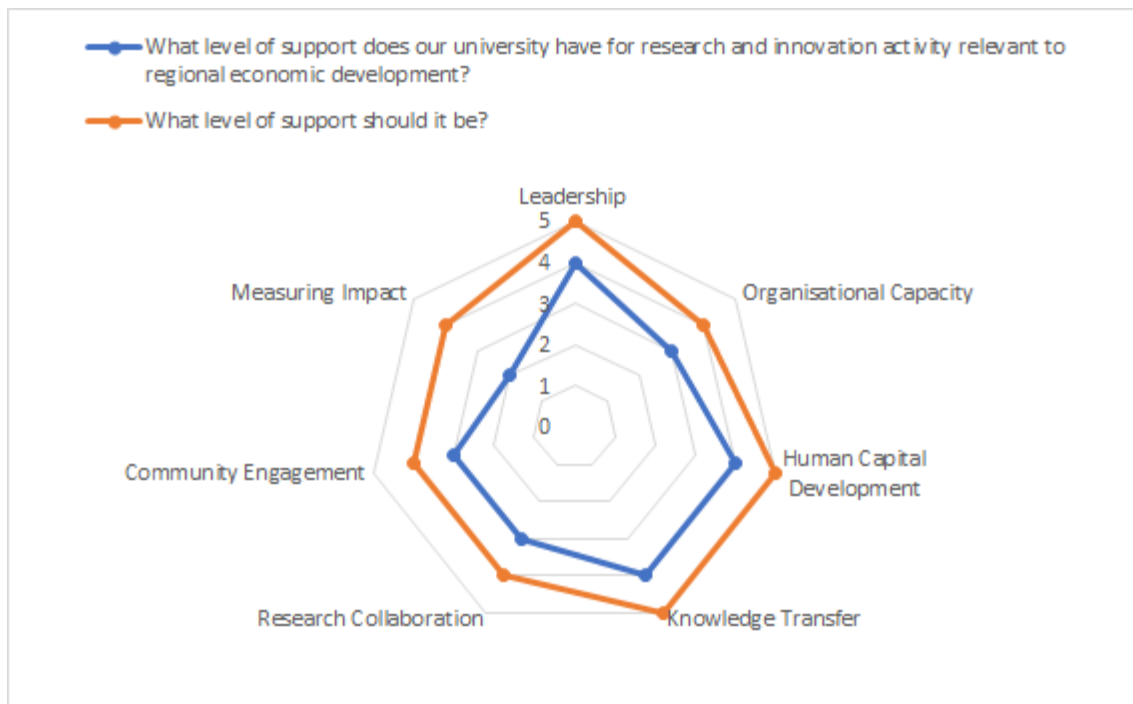 What level of support does our university have for research and innovation activity relevant to
regional economic development?
What level of support should it be?
Leadership
5
4
3
2
1
0
Measuring Impact
Organisational Capacity
Community Engagement
Human Capital
Development
Research Collaboration
Knowledge Transfer